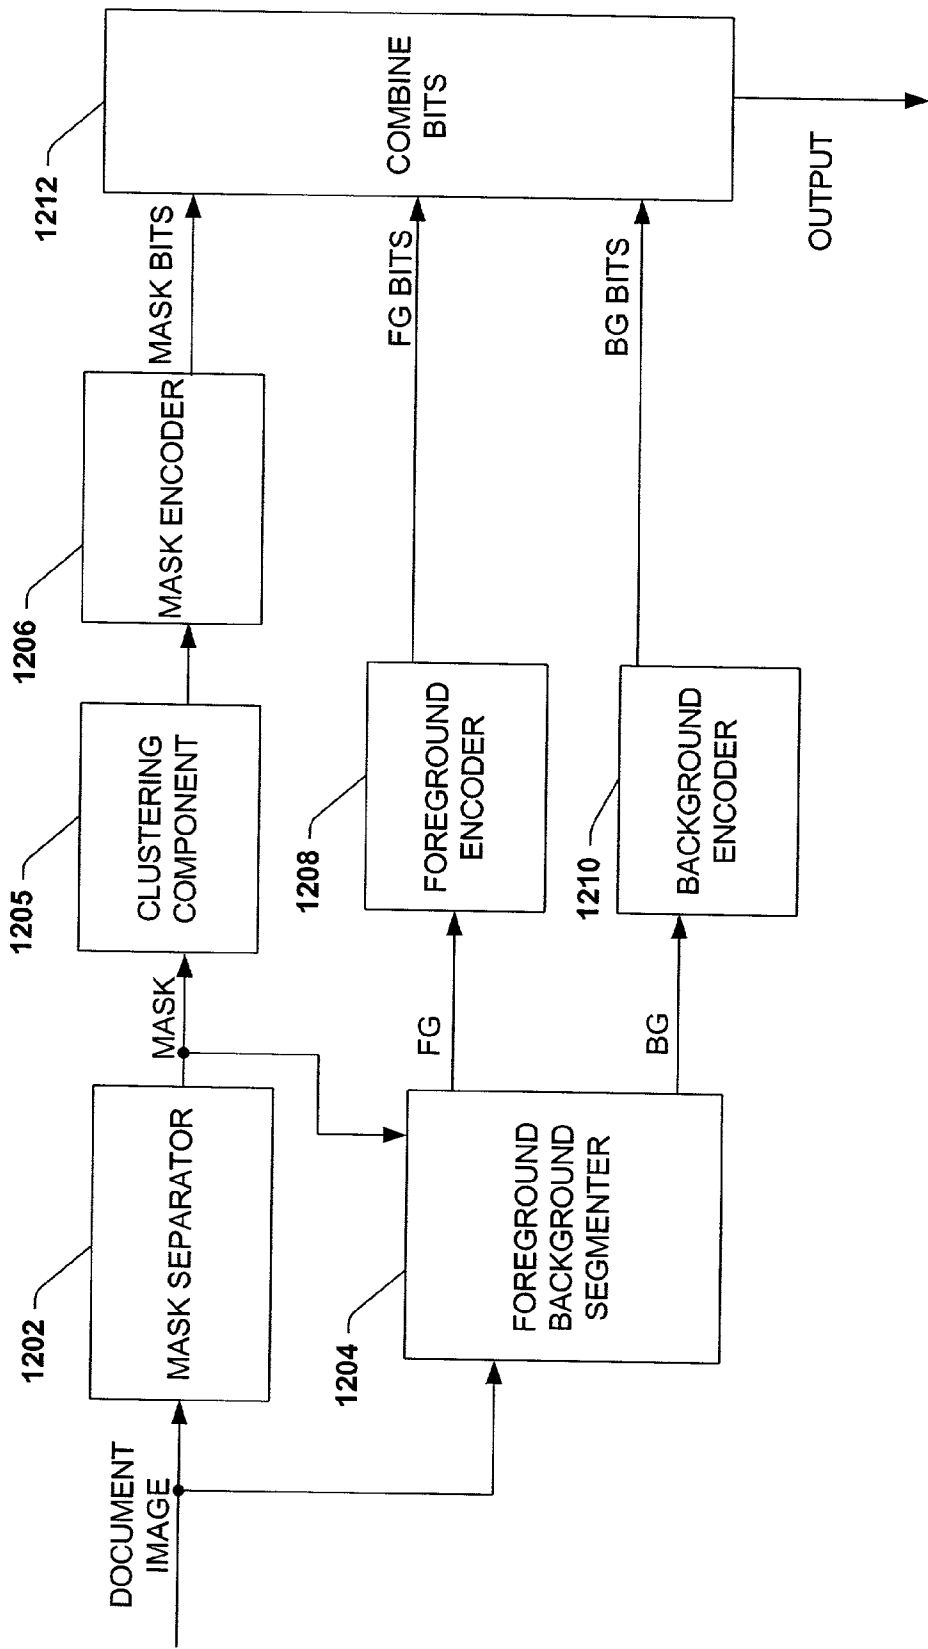 DOCUMENT
IMAGE
1202
MASK SEPARATOR
MASK
1205
CLUSTERING
COMPONENT
1206
MASK ENCODER
MASK BITS
1212
COMBINE
BITS
1204
FOREGROUND
BACKGROUND
SEGMENTER
FG
1208
FOREGROUND
ENCODER
FG BITS
BG
1210
BACKGROUND
ENCODER
BG BITS
OUTPUT